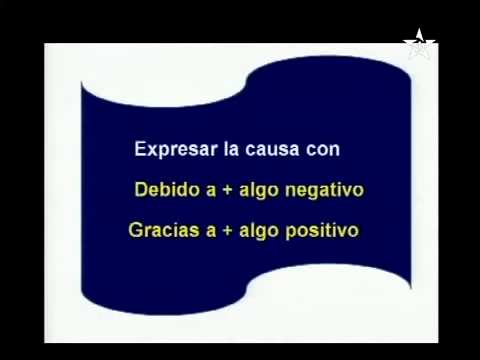 Expresar la causa con
Debido a + algo negativo
Gracias a + algo positivo